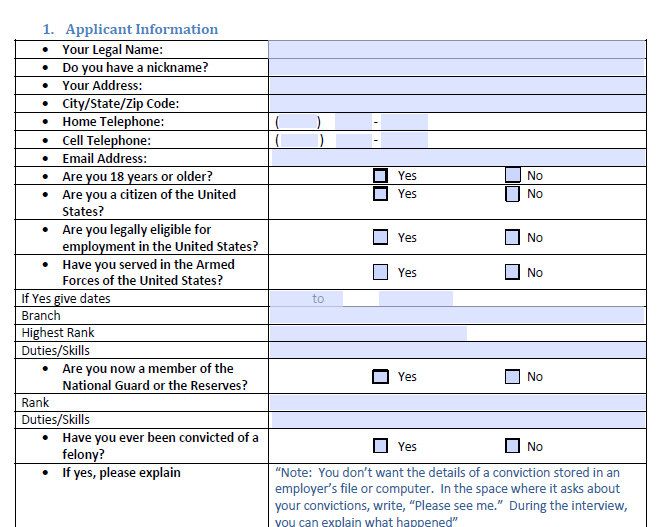 1. Applicant Information
• Your Legal Name:
• Do you have a nickname?
• Your Address:
• City/State/Zip Code:
• Home Telephone: ( ) -
• Cell Telephone: ( ) -
• Email Address:
• Are you 18 years or older? Yes No
• Are you a citizen of the United Yes No
States?
• Are you legally eligible for
employment in the United States? Yes No
• Have you served in the Armed
Forces of the United States? Yes No
If Yes give dates to
Branch
Highest Rank
Duties/Skills
• Are you now a member of the
National Guard or the Reserves? Yes No
Rank
Duties/Skills
• Have you ever been convicted of a
felony? Yes No
• If yes, please explain
“Note: You don’t want the details of a conviction stored in an
employer’s file or computer. In the space where it asks about
your convictions, write, “Please see me.” During the interview,
you can explain what happened”